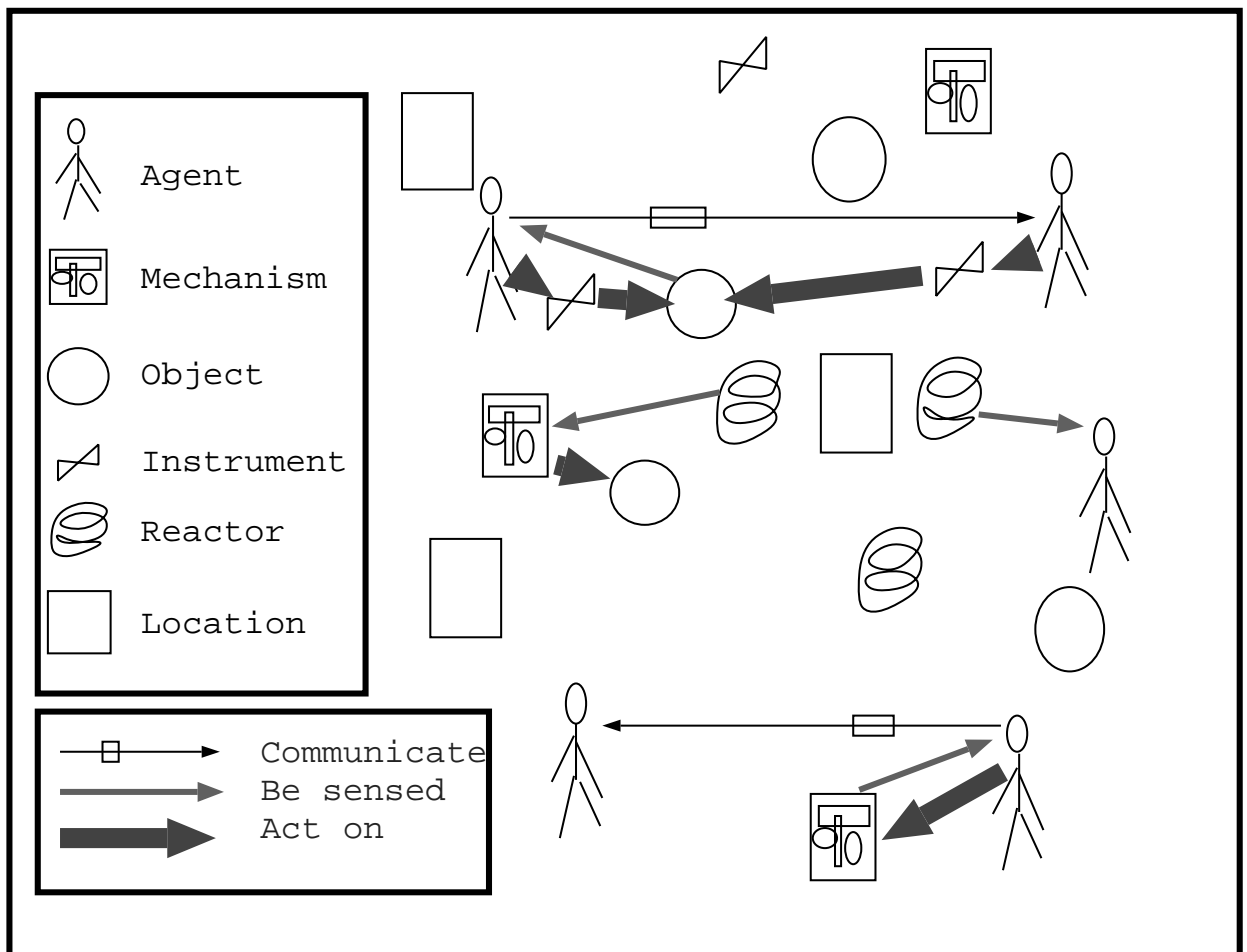 Agent
Mechanism
Object
Instrument
Reactor
Location
Communicate
Be sensed
Act on